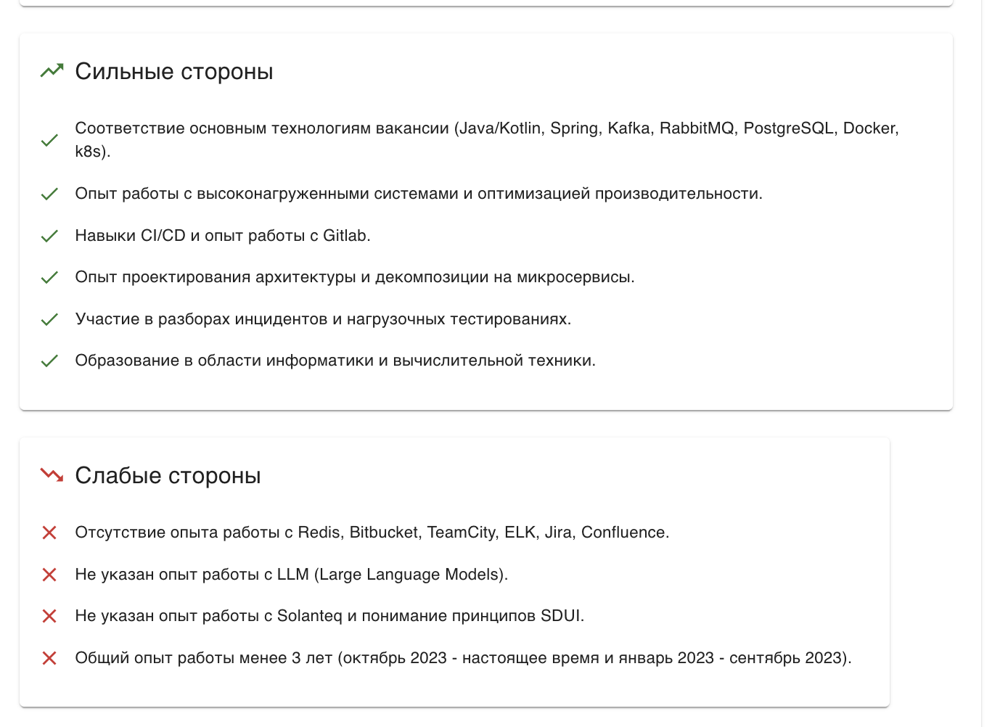 Сильные стороны
Соответствие основным технологиям вакансии (Java/Kotlin, Spring, Kafka, RabbitMQ, PostgreSQL, Docker,
k8s).
Опыт работы с высоконагруженными системами и оптимизацией производительности.
Навыки CI/CD и опыт работы с Gitlab.
Опыт проектирования архитектуры и декомпозиции на микросервисы.
Участие в разборах инцидентов и нагрузочных тестированиях.
Образование в области информатики и вычислительной техники.
Слабые стороны
Отсутствие опыта работы с Redis, Bitbucket, TeamCity, ELK, Jira, Confluence.
Не указан опыт работы с LLM (Large Language Models).
Не указан опыт работы с Solanteq и понимание принципов SDUI.
Общий опыт работы менее 3 лет (октябрь 2023 - настоящее время и январь 2023 - сентябрь 2023).